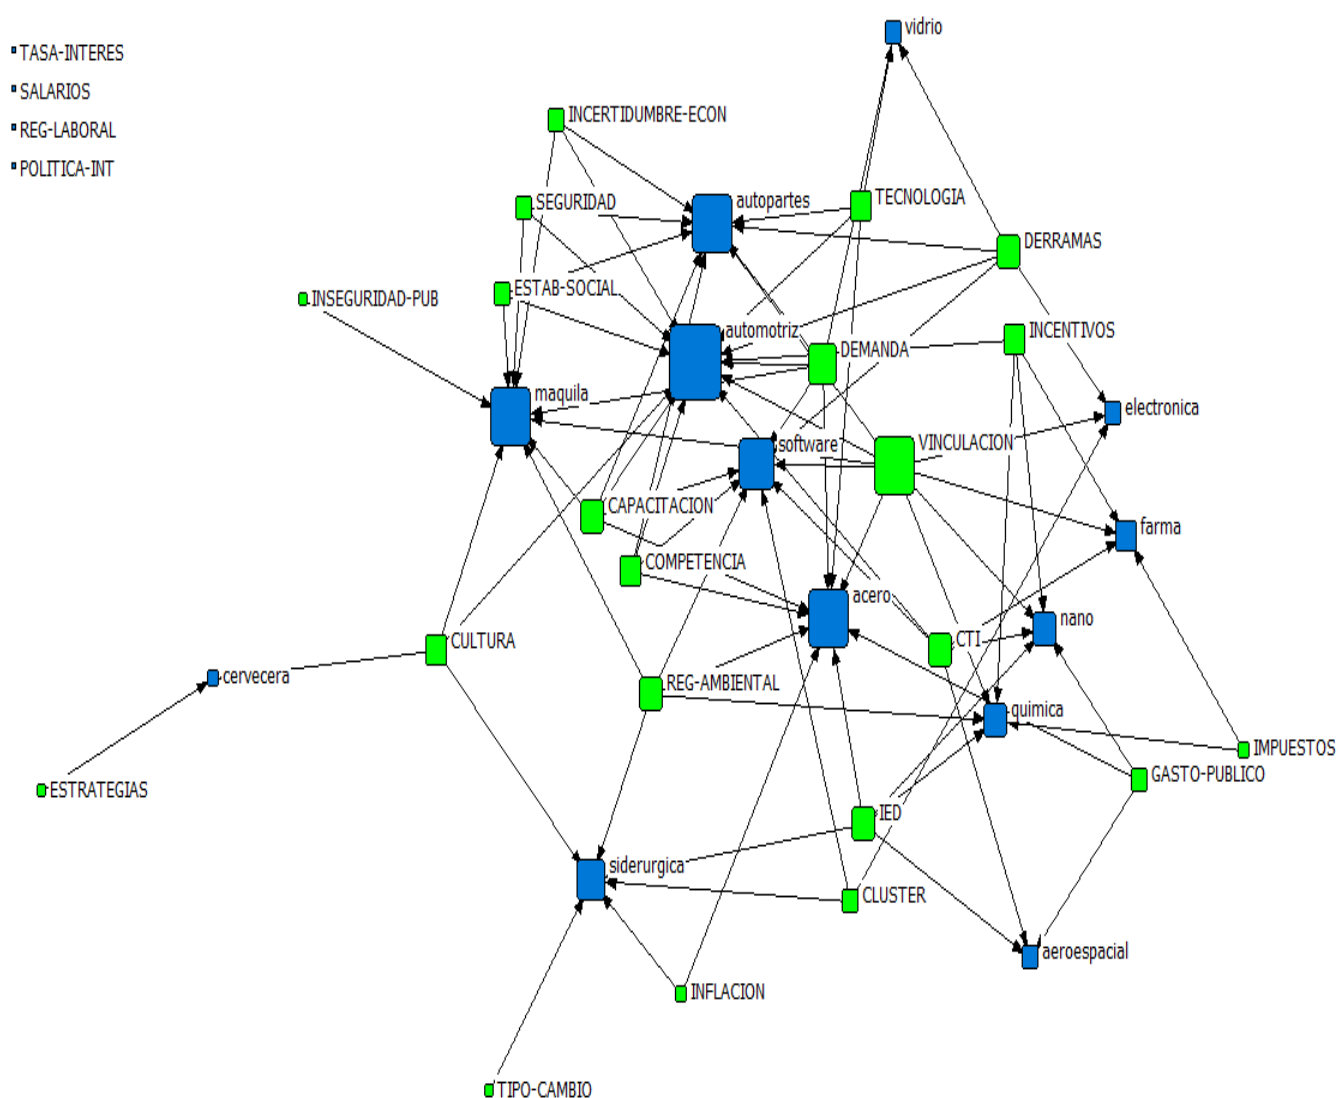 vidrio
TASA-INTERES
SALARIOS
INCERTIDUMBRE-ECON
REG-LABORAL
POLITICA-INT
TECNOLOGIA
SEGURIDAD
autopartes
DERRAMAS
ESTAB-SOCIAL
INSEGURIDAD-PUB
automotriz
INCENTIVOS
DEMANDA
maquila
electronica
software
VINCULACION
CAPACITACION
farma
COMPETENCIA
acero
nano
CULTURA
CTI
cervecera
REG-AMBIENTAL
quimica
IMPUESTOS
GASTO-PUBLICO
ESTRATEGIAS
IED
siderurgica
CLUSTER
aeroespacial
INFLACION
TIPO-CAMBIO